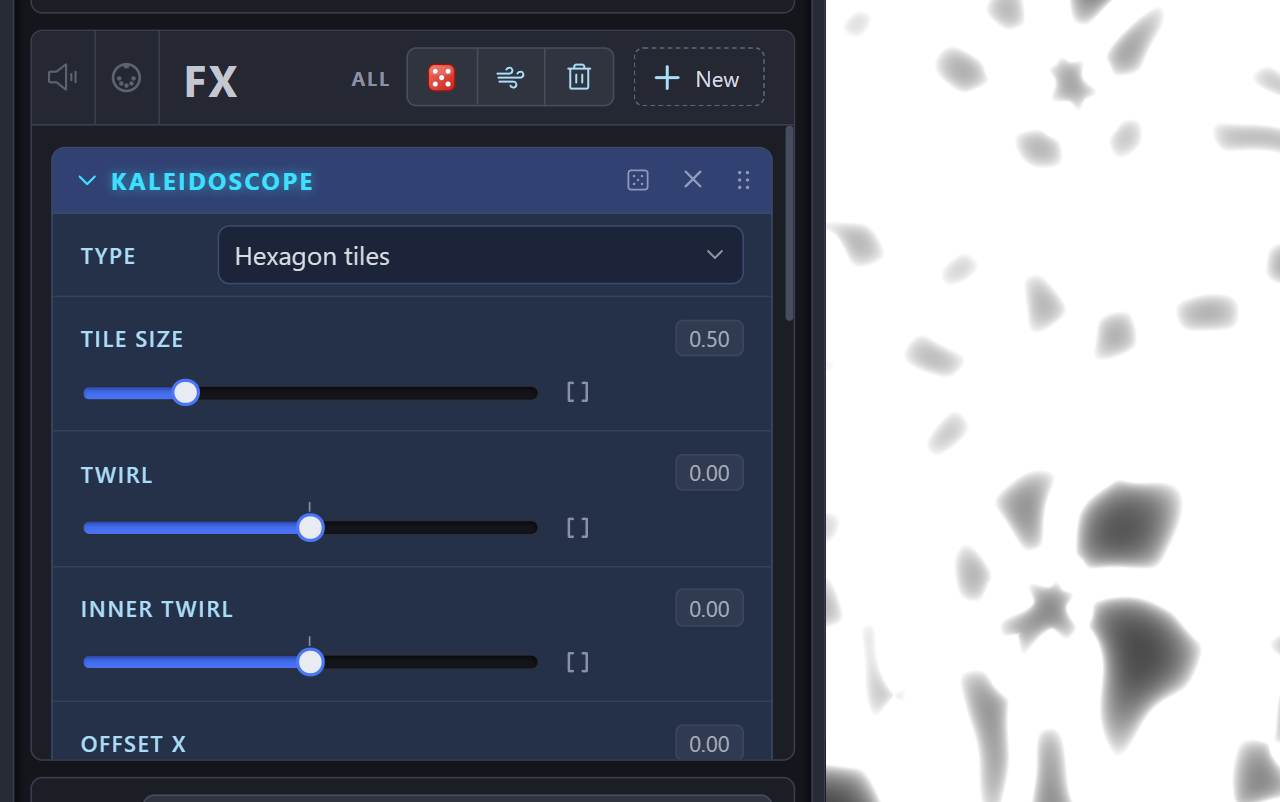 FX ALL New
KALEIDOSCOPE
TYPE Hexagon tiles
TILE SIZE 0.50
[ ]
TWIRL 0.00
[ ]
INNER TWIRL 0.00
[ ]
OFFSET X 0.00